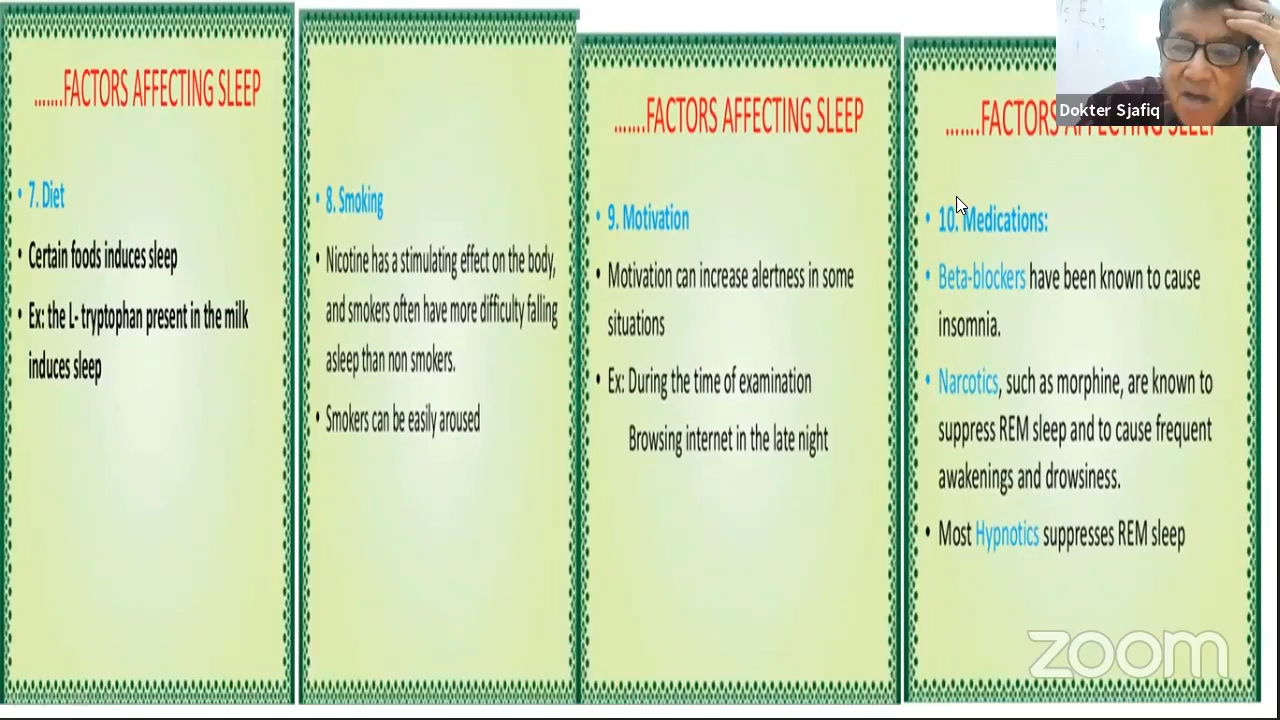 .......FACTORS AFFECTING SLEEP
• 7. Diet
• Certain foods induces sleep
• Ex: the L- tryptophan present in the milk
induces sleep
• 8. Smoking
• Nicotine has a stimulating effect on the body,
and smokers often have more difficulty falling
asleep than non smokers.
• Smokers can be easily aroused
.......FACTORS AFFECTING SLEEP
• 9. Motivation
• Motivation can increase alertness in some
situations
• Ex: During the time of examination
Browsing internet in the late night
Dokter Sjafiq
.......FACTORS AFFECTING SLEEP
• 10. Medications:
• Beta-blockers have been known to cause
insomnia.
• Narcotics, such as morphine, are known to
suppress REM sleep and to cause frequent
awakenings and drowsiness.
• Most Hypnotics suppresses REM sleep
zoom